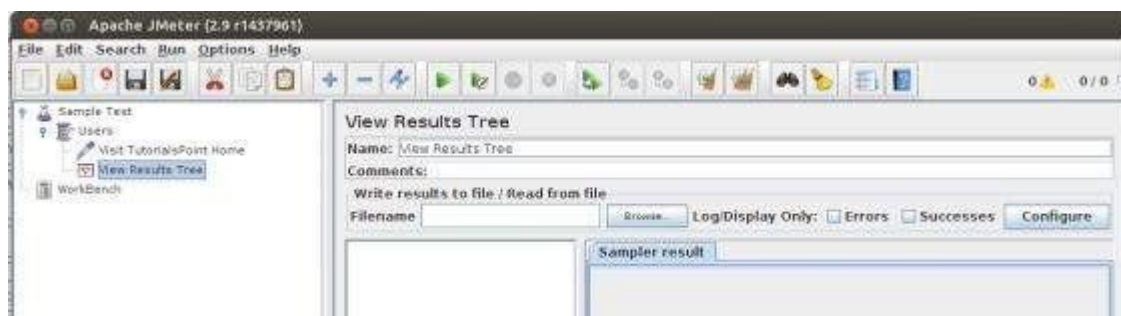 Apache JMeter (2.9 r1437961)
File Edit Search Run Options Help
0 0 / 0
Sample Test
Users
Visit TutorialsPoint Home
View Results Tree
WorkBench
View Results Tree
Name: View Results Tree
Comments:
Write results to file / Read from file
Filename Browse... Log/Display Only: Errors Successes Configure
Sampler result